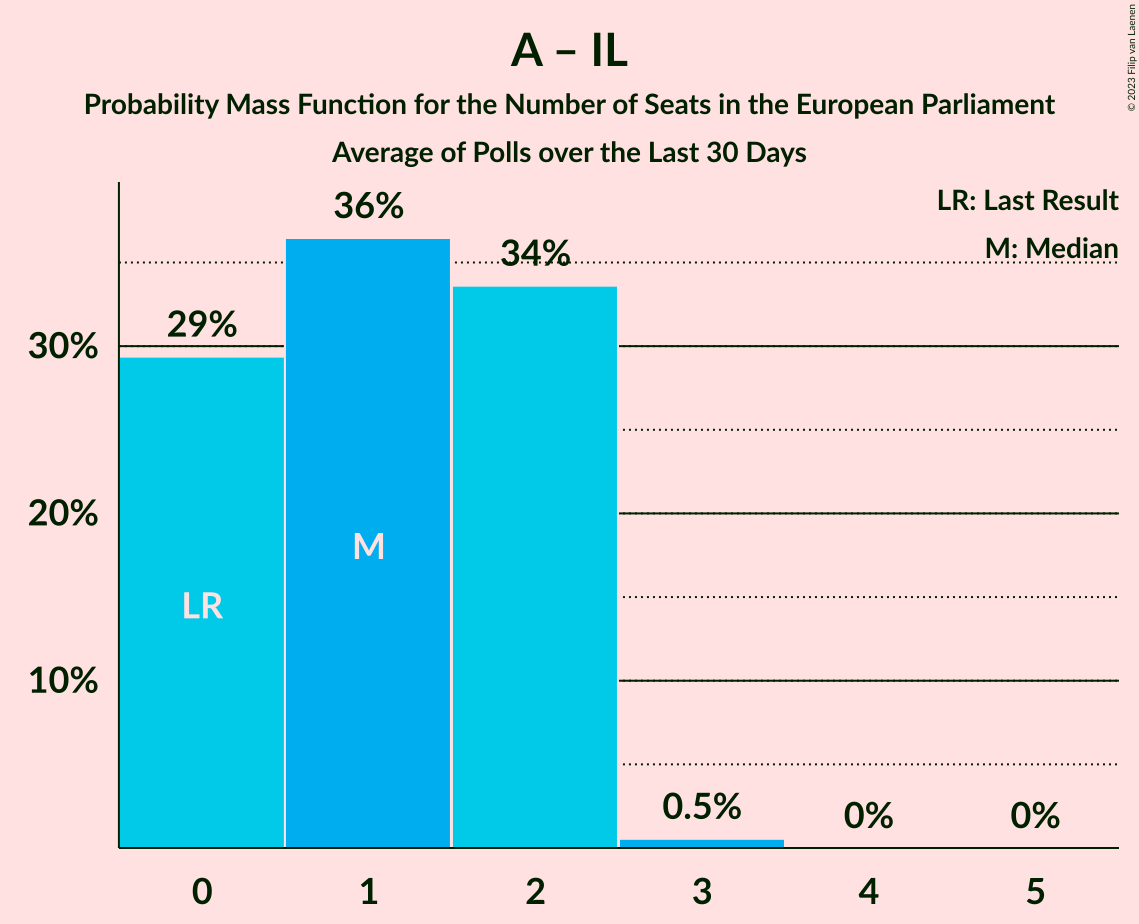 A – IL
Probability Mass Function for the Number of Seats in the European Parliament
Average of Polls over the Last 30 Days
© 2023 Filip van Laenen
LR: Last Result
M: Median
36%
34%
29%
30%
20%
M
LR
10%
0.5%
0%
0%
0 1 2 3 4 5